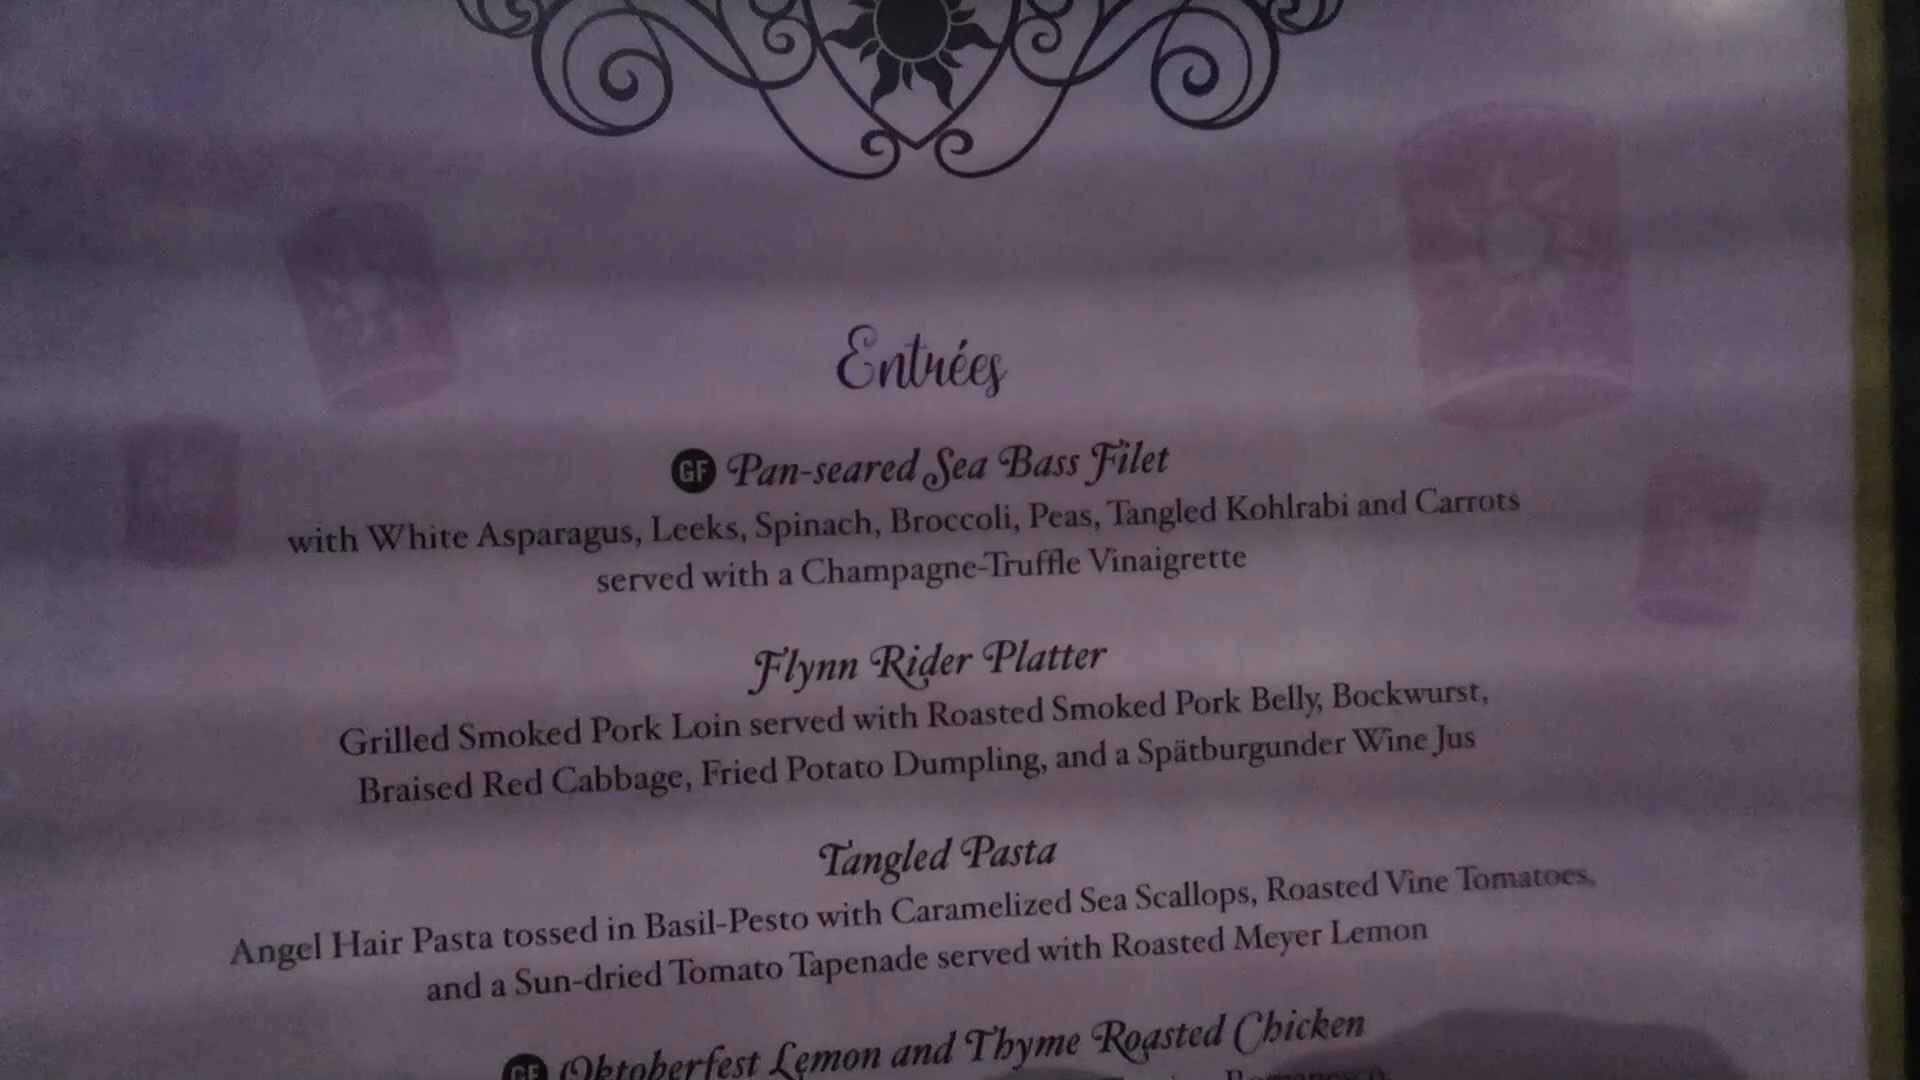 Entrées
GF Pan-seared Sea Bass Filet
with White Asparagus, Leeks, Spinach, Broccoli, Peas, Tangled Kohlrabi and Carrots
served with a Champagne-Truffle Vinaigrette
Flynn Rider Platter
Grilled Smoked Pork Loin served with Roasted Smoked Pork Belly, Bockwurst,
Braised Red Cabbage, Fried Potato Dumpling, and a Spätburgunder Wine Jus
Tangled Pasta
Angel Hair Pasta tossed in Basil-Pesto with Caramelized Sea Scallops, Roasted Vine Tomatoes,
and a Sun-dried Tomato Tapenade served with Roasted Meyer Lemon
GF Oktoberfest Lemon and Thyme Roasted Chicken